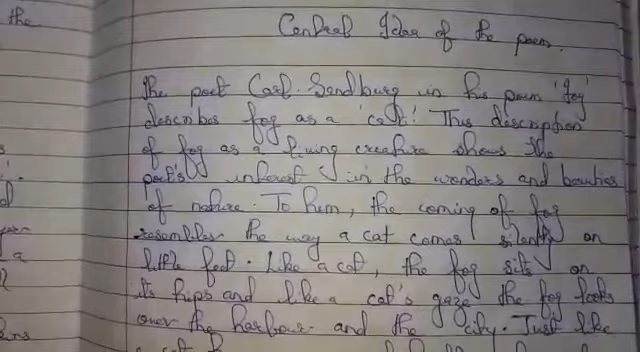 the
Central Idea of the poem.
The poet Carl Sandburg in his poem 'Fog'
describes fog as a 'cat'. This description
of fog as a living creature shows the
poet's interest in the wonders and beauties
of nature. To him, the coming of fog
resembles the way a cat comes silently on
little feet. Like a cat, the fog sits on
its hips and like a cat's gaze the fog looks
over the harbour and the city. Just like
a cat